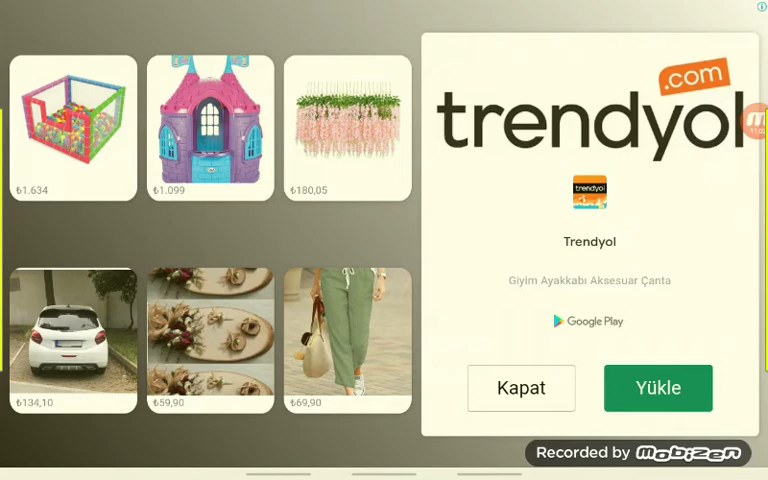 ₺1.634
₺1.099
₺180,05
₺134,10
₺59,90
₺69,90
trendyol
.com
trendyol
Trendyol
Giyim Ayakkabı Aksesuar Çanta
Google Play
Kapat
Yükle
Recorded by mobizen